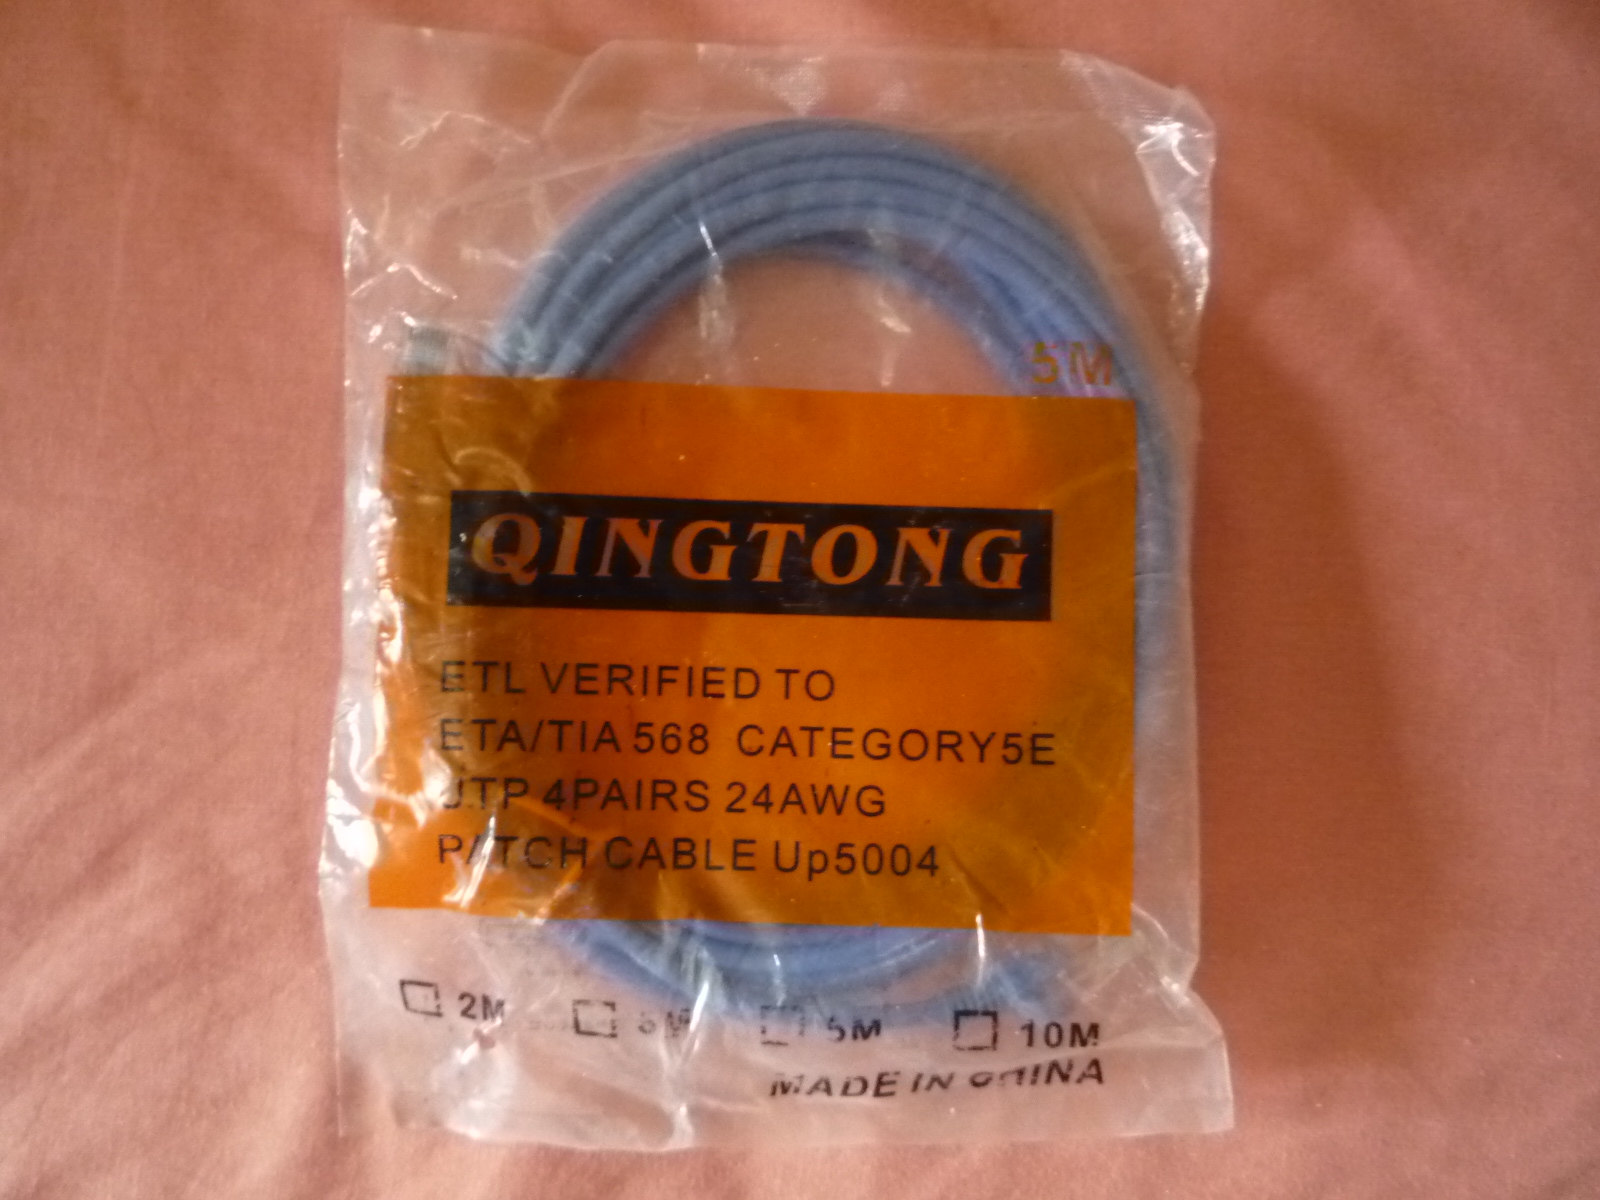 5M
QINGTONG
ETL VERIFIED TO
ETA/TIA 568 CATEGORY5E
UTP 4PAIRS 24AWG
PATCH CABLE Up5004
2M 5M 10M
MADE IN CHINA